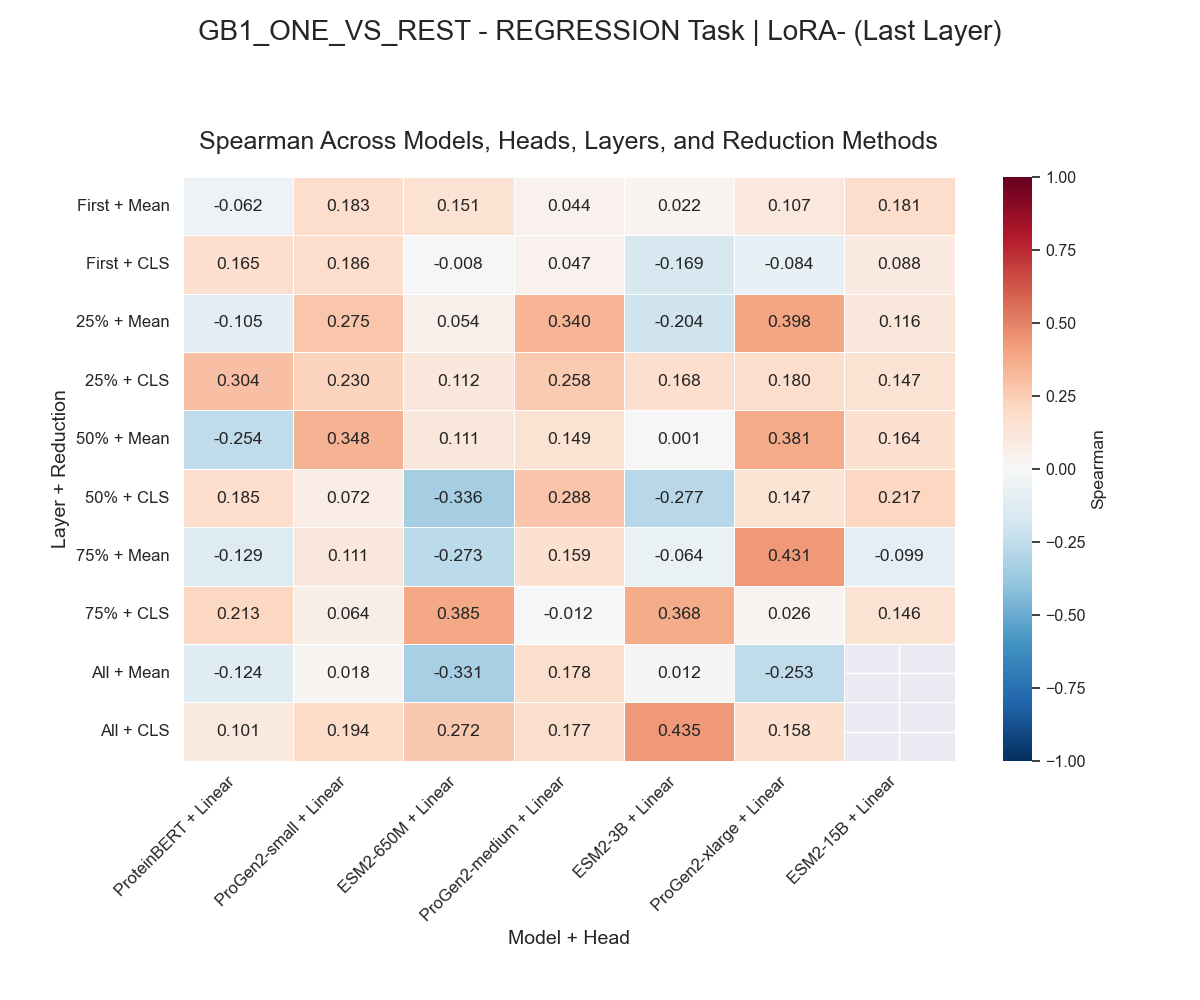 GB1_ONE_VS_REST - REGRESSION Task | LoRA- (Last Layer)
Spearman Across Models, Heads, Layers, and Reduction Methods
Layer + Reduction
First + Mean -0.062 0.183 0.151 0.044 0.022 0.107 0.181
First + CLS 0.165 0.186 -0.008 0.047 -0.169 -0.084 0.088
25% + Mean -0.105 0.275 0.054 0.340 -0.204 0.398 0.116
25% + CLS 0.304 0.230 0.112 0.258 0.168 0.180 0.147
50% + Mean -0.254 0.348 0.111 0.149 0.001 0.381 0.164
50% + CLS 0.185 0.072 -0.336 0.288 -0.277 0.147 0.217
75% + Mean -0.129 0.111 -0.273 0.159 -0.064 0.431 -0.099
75% + CLS 0.213 0.064 0.385 -0.012 0.368 0.026 0.146
All + Mean -0.124 0.018 -0.331 0.178 0.012 -0.253
All + CLS 0.101 0.194 0.272 0.177 0.435 0.158
ProteinBERT + Linear
ProGen2-small + Linear
ESM2-650M + Linear
ProGen2-medium + Linear
ESM2-3B + Linear
ProGen2-xlarge + Linear
ESM2-15B + Linear
Model + Head
1.00
0.75
0.50
0.25
0.00
−0.25
−0.50
−0.75
−1.00
Spearman